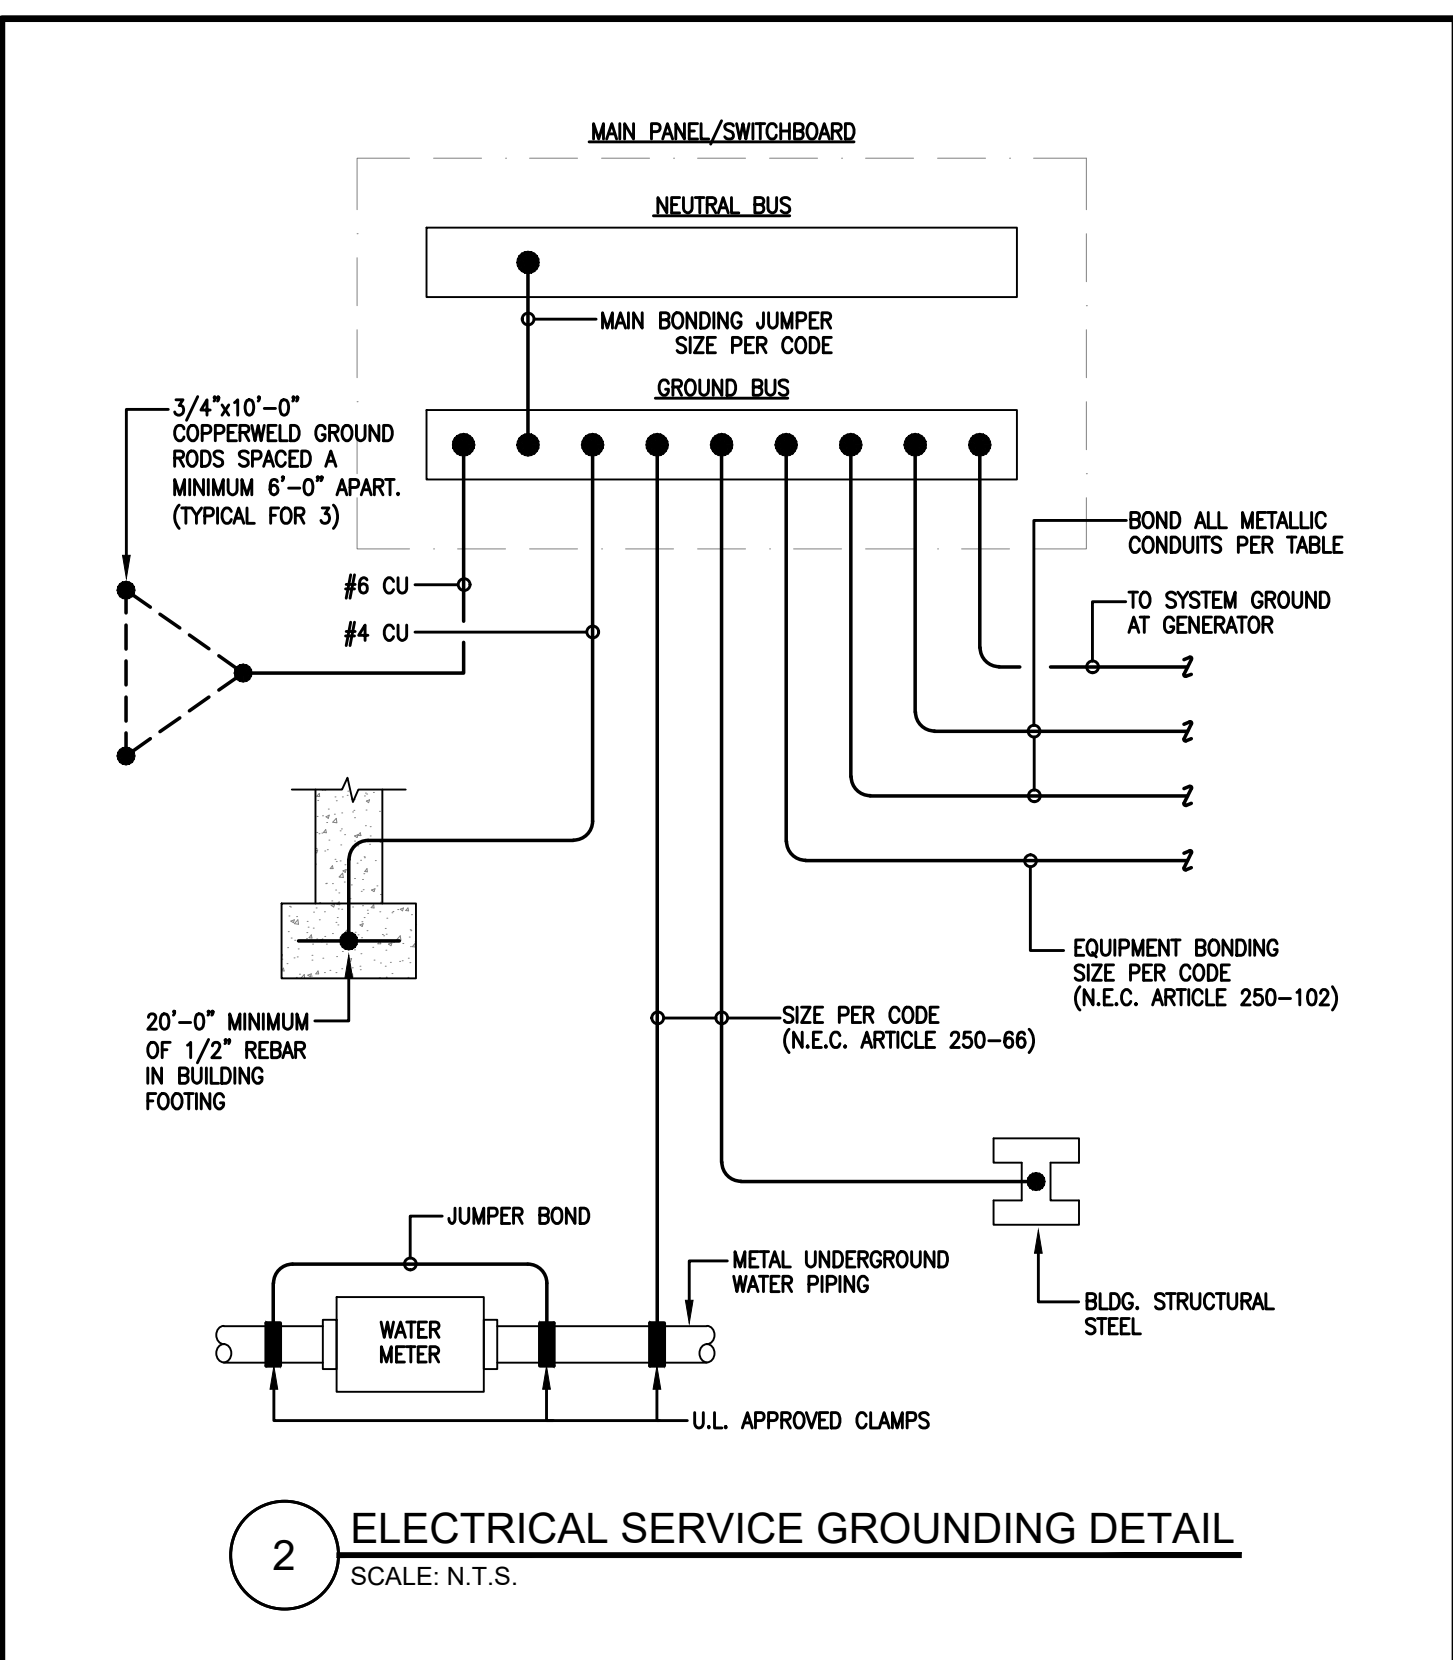 MAIN PANEL/SWITCHBOARD
NEUTRAL BUS
MAIN BONDING JUMPER
SIZE PER CODE
GROUND BUS
3/4"x10'-0"
COPPERWELD GROUND
RODS SPACED A
MINIMUM 6'-0" APART.
(TYPICAL FOR 3)
BOND ALL METALLIC
CONDUITS PER TABLE
#6 CU
TO SYSTEM GROUND
AT GENERATOR
#4 CU
EQUIPMENT BONDING
SIZE PER CODE
(N.E.C. ARTICLE 250-102)
20'-0" MINIMUM
OF 1/2" REBAR
IN BUILDING
FOOTING
SIZE PER CODE
(N.E.C. ARTICLE 250-66)
JUMPER BOND
METAL UNDERGROUND
WATER PIPING
BLDG. STRUCTURAL
STEEL
WATER
METER
U.L. APPROVED CLAMPS
2
ELECTRICAL SERVICE GROUNDING DETAIL
SCALE: N.T.S.